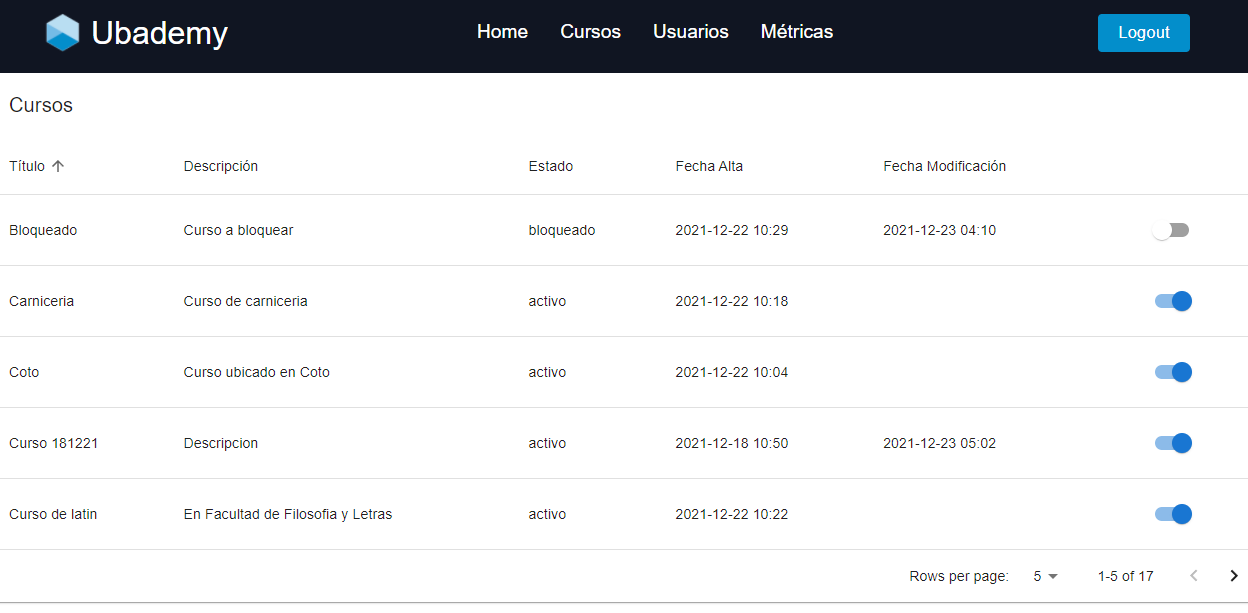 Ubademy Home Cursos Usuarios Métricas Logout
Cursos
Título Descripción Estado Fecha Alta Fecha Modificación
Bloqueado Curso a bloquear bloqueado 2021-12-22 10:29 2021-12-23 04:10
Carniceria Curso de carniceria activo 2021-12-22 10:18
Coto Curso ubicado en Coto activo 2021-12-22 10:04
Curso 181221 Descripcion activo 2021-12-18 10:50 2021-12-23 05:02
Curso de latin En Facultad de Filosofia y Letras activo 2021-12-22 10:22
Rows per page: 5 1-5 of 17